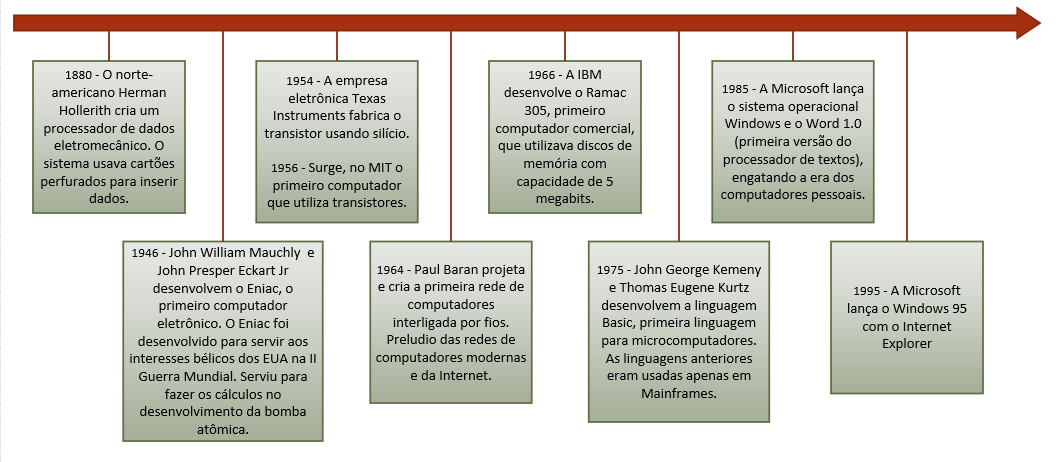 1880 - O norte-
americano Herman
Hollerith cria um
processador de dados
eletromecânico. O
sistema usava cartões
perfurados para inserir
dados.
1946 - John William Mauchly e
John Presper Eckart Jr
desenvolvem o Eniac, o
primeiro computador
eletrônico. O Eniac foi
desenvolvido para servir aos
interesses bélicos dos EUA na II
Guerra Mundial. Serviu para
fazer os cálculos no
desenvolvimento da bomba
atômica.
1954 - A empresa
eletrônica Texas
Instruments fabrica o
transistor usando silício.
1956 - Surge, no MIT o
primeiro computador
que utiliza transistores.
1964 - Paul Baran projeta
e cria a primeira rede de
computadores
interligada por fios.
Preludio das redes de
computadores modernas
e da Internet.
1966 - A IBM
desenvolve o Ramac
305, primeiro
computador comercial,
que utilizava discos de
memória com
capacidade de 5
megabits.
1975 - John George Kemeny
e Thomas Eugene Kurtz
desenvolvem a linguagem
Basic, primeira linguagem
para microcomputadores.
As linguagens anteriores
eram usadas apenas em
Mainframes.
1985 - A Microsoft lança
o sistema operacional
Windows e o Word 1.0
(primeira versão do
processador de textos),
engatando a era dos
computadores pessoais.
1995 - A Microsoft
lança o Windows 95
com o Internet
Explorer